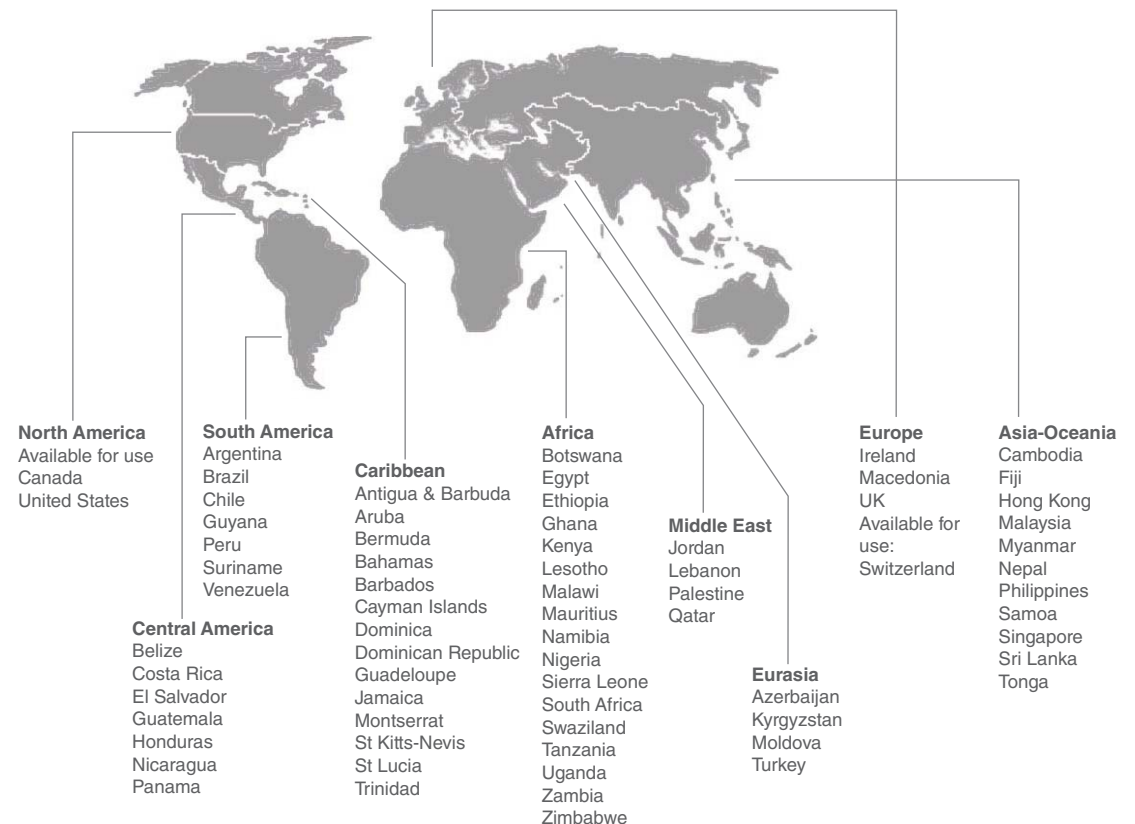 North America
Available for use
Canada
United States
South America
Argentina
Brazil
Chile
Guyana
Peru
Suriname
Venezuela
Central America
Belize
Costa Rica
El Salvador
Guatemala
Honduras
Nicaragua
Panama
Caribbean
Antigua & Barbuda
Aruba
Bermuda
Bahamas
Barbados
Cayman Islands
Dominica
Dominican Republic
Guadeloupe
Jamaica
Montserrat
St Kitts-Nevis
St Lucia
Trinidad
Africa
Botswana
Egypt
Ethiopia
Ghana
Kenya
Lesotho
Malawi
Mauritius
Namibia
Nigeria
Sierra Leone
South Africa
Swaziland
Tanzania
Uganda
Zambia
Zimbabwe
Middle East
Jordan
Lebanon
Palestine
Qatar
Eurasia
Azerbaijan
Kyrgyzstan
Moldova
Turkey
Europe
Ireland
Macedonia
UK
Available for
use:
Switzerland
Asia-Oceania
Cambodia
Fiji
Hong Kong
Malaysia
Myanmar
Nepal
Philippines
Samoa
Singapore
Sri Lanka
Tonga